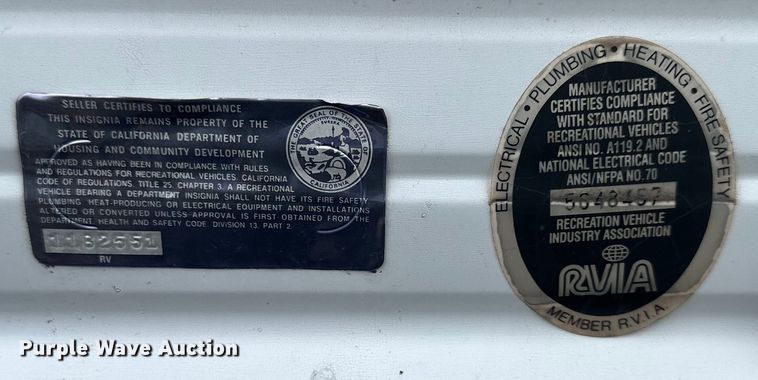 SELLER CERTIFIES TO COMPLIANCE
THIS INSIGNIA REMAINS PROPERTY OF THE
STATE OF CALIFORNIA DEPARTMENT OF
HOUSING AND COMMUNITY DEVELOPMENT
APPROVED AS HAVING BEEN IN COMPLIANCE WITH RULES
AND REGULATIONS FOR RECREATIONAL VEHICLES. CALIFORNIA
CODE OF REGULATIONS, TITLE 25, CHAPTER 3. A RECREATIONAL
VEHICLE BEARING A DEPARTMENT INSIGNIA SHALL NOT HAVE ITS FIRE SAFETY
PLUMBING, HEAT-PRODUCING OR ELECTRICAL EQUIPMENT AND INSTALLATIONS
ALTERED OR CONVERTED UNLESS APPROVAL IS FIRST OBTAINED FROM THE
DEPARTMENT, HEALTH AND SAFETY CODE, DIVISION 13, PART 2.
1182551
RV
THE GREAT SEAL OF THE STATE OF
EUREKA
CALIFORNIA
ELECTRICAL • PLUMBING • HEATING • FIRE SAFETY
MANUFACTURER
CERTIFIES COMPLIANCE
WITH STANDARD FOR
RECREATIONAL VEHICLES
ANSI NO. A119.2 AND
NATIONAL ELECTRICAL CODE
ANSI/NFPA NO.70
5648457
RECREATION VEHICLE
INDUSTRY ASSOCIATION
RVIA
MEMBER R.V.I.A.
Purple Wave Auction